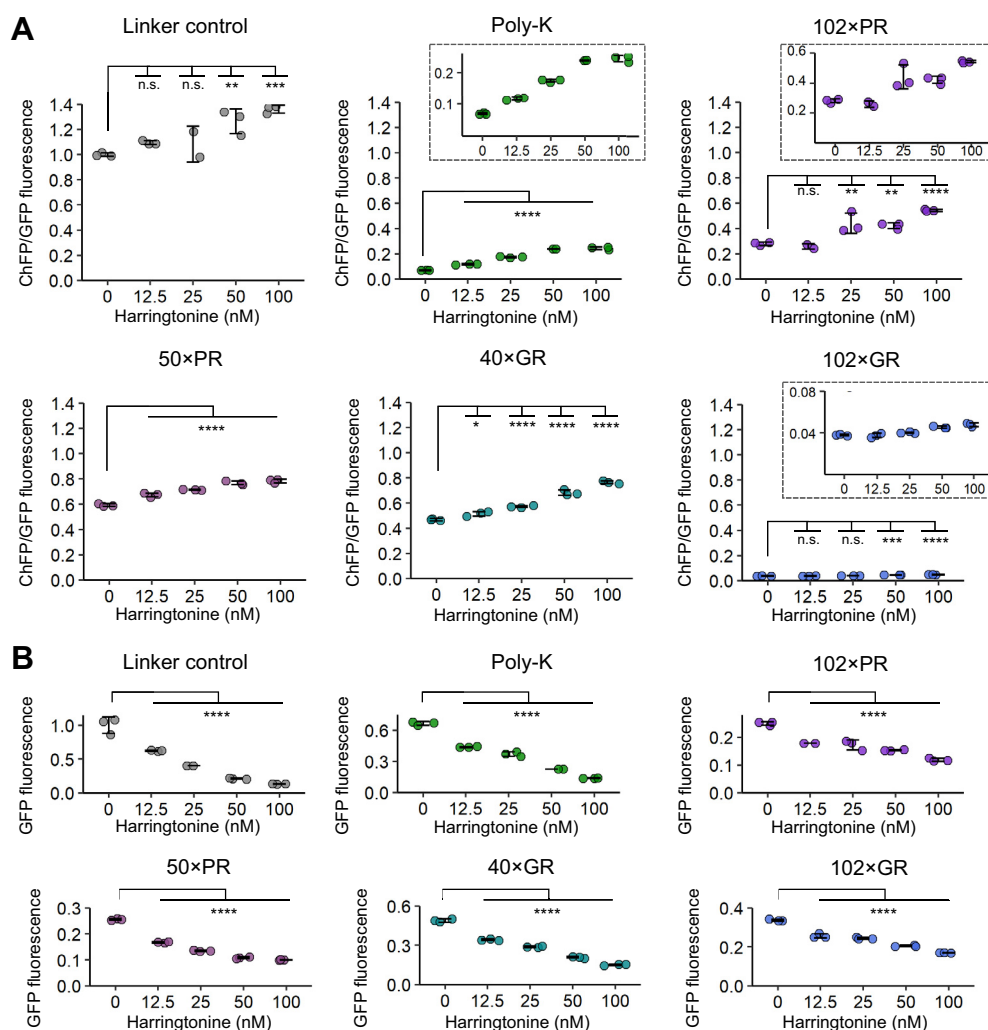 A
Linker control
n.s. n.s. ** ***
ChFP/GFP fluorescence
1.4
1.2
1.0
0.8
0.6
0.4
0.2
0.0
0 12.5 25 50 100
Harringtonine (nM)
Poly-K
0.2
0.1
0 12.5 25 50 100
****
ChFP/GFP fluorescence
1.4
1.2
1.0
0.8
0.6
0.4
0.2
0.0
0 12.5 25 50 100
Harringtonine (nM)
102×PR
0.6
0.4
0.2
0 12.5 25 50 100
n.s. ** ** ****
ChFP/GFP fluorescence
1.4
1.2
1.0
0.8
0.6
0.4
0.2
0.0
0 12.5 25 50 100
Harringtonine (nM)
50×PR
****
ChFP/GFP fluorescence
1.4
1.2
1.0
0.8
0.6
0.4
0.2
0.0
0 12.5 25 50 100
Harringtonine (nM)
40×GR
* **** **** ****
ChFP/GFP fluorescence
1.4
1.2
1.0
0.8
0.6
0.4
0.2
0.0
0 12.5 25 50 100
Harringtonine (nM)
102×GR
0.08
0.04
0 12.5 25 50 100
n.s. n.s. *** ****
ChFP/GFP fluorescence
1.4
1.2
1.0
0.8
0.6
0.4
0.2
0.0
0 12.5 25 50 100
Harringtonine (nM)
B
Linker control
****
GFP fluorescence
1.0
0.5
0.0
0 12.5 25 50 100
Harringtonine (nM)
Poly-K
****
GFP fluorescence
0.6
0.3
0.0
0 12.5 25 50 100
Harringtonine (nM)
102×PR
****
GFP fluorescence
0.2
0.1
0.0
0 12.5 25 50 100
Harringtonine (nM)
50×PR
****
GFP fluorescence
0.3
0.2
0.1
0.0
0 12.5 25 50 100
Harringtonine (nM)
40×GR
****
GFP fluorescence
0.6
0.3
0.0
0 12.5 25 50 100
Harringtonine (nM)
102×GR
****
GFP fluorescence
0.4
0.2
0.0
0 12.5 25 50 100
Harringtonine (nM)